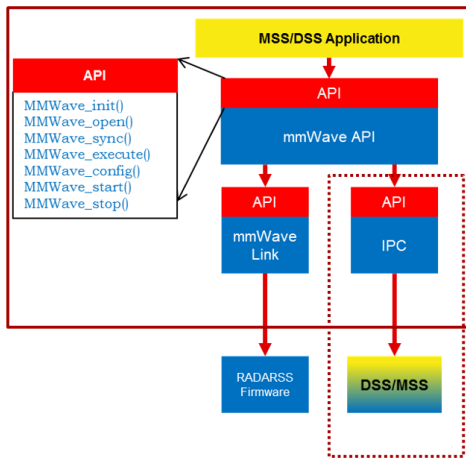 MSS/DSS Application
API
MMWave_init()
MMWave_open()
MMWave_sync()
MMWave_execute()
MMWave_config()
MMWave_start()
MMWave_stop()
API
mmWave API
API
mmWave
Link
API
IPC
RADARSS
Firmware
DSS/MSS